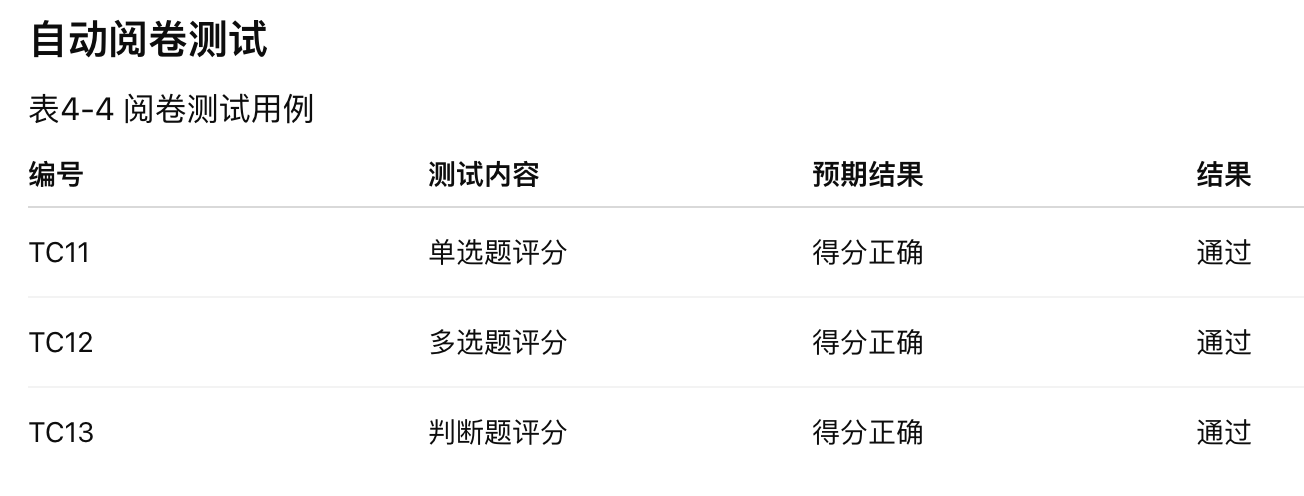 自动阅卷测试
表4-4 阅卷测试用例
编号 测试内容 预期结果 结果
TC11 单选题评分 得分正确 通过
TC12 多选题评分 得分正确 通过
TC13 判断题评分 得分正确 通过